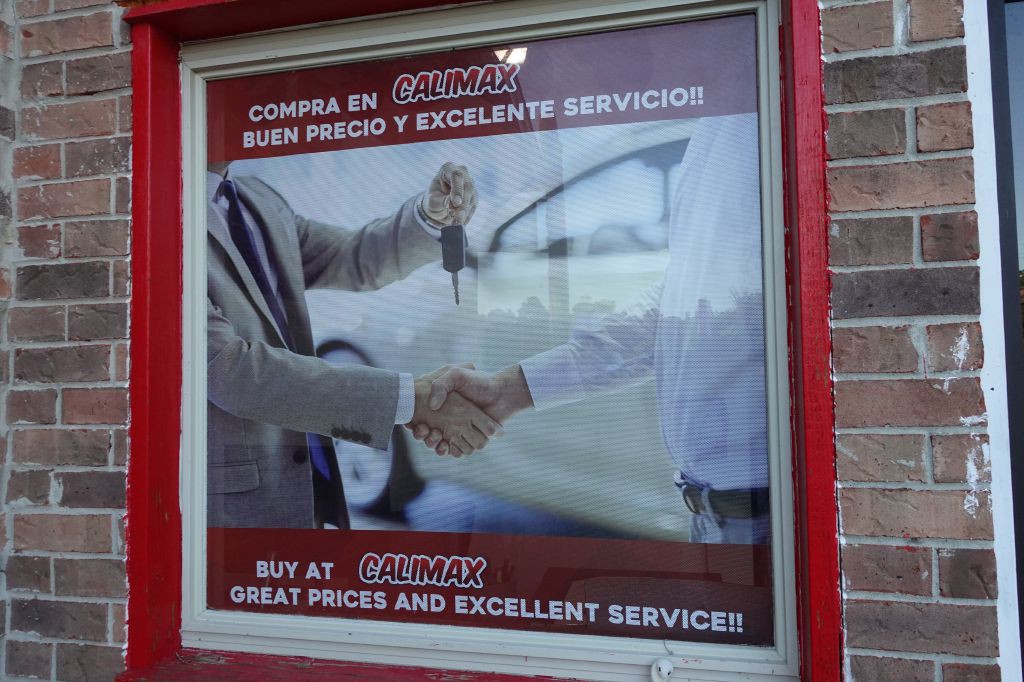 COMPRA EN CALIMAX
BUEN PRECIO Y EXCELENTE SERVICIO!!
BUY AT CALIMAX
GREAT PRICES AND EXCELLENT SERVICE!!